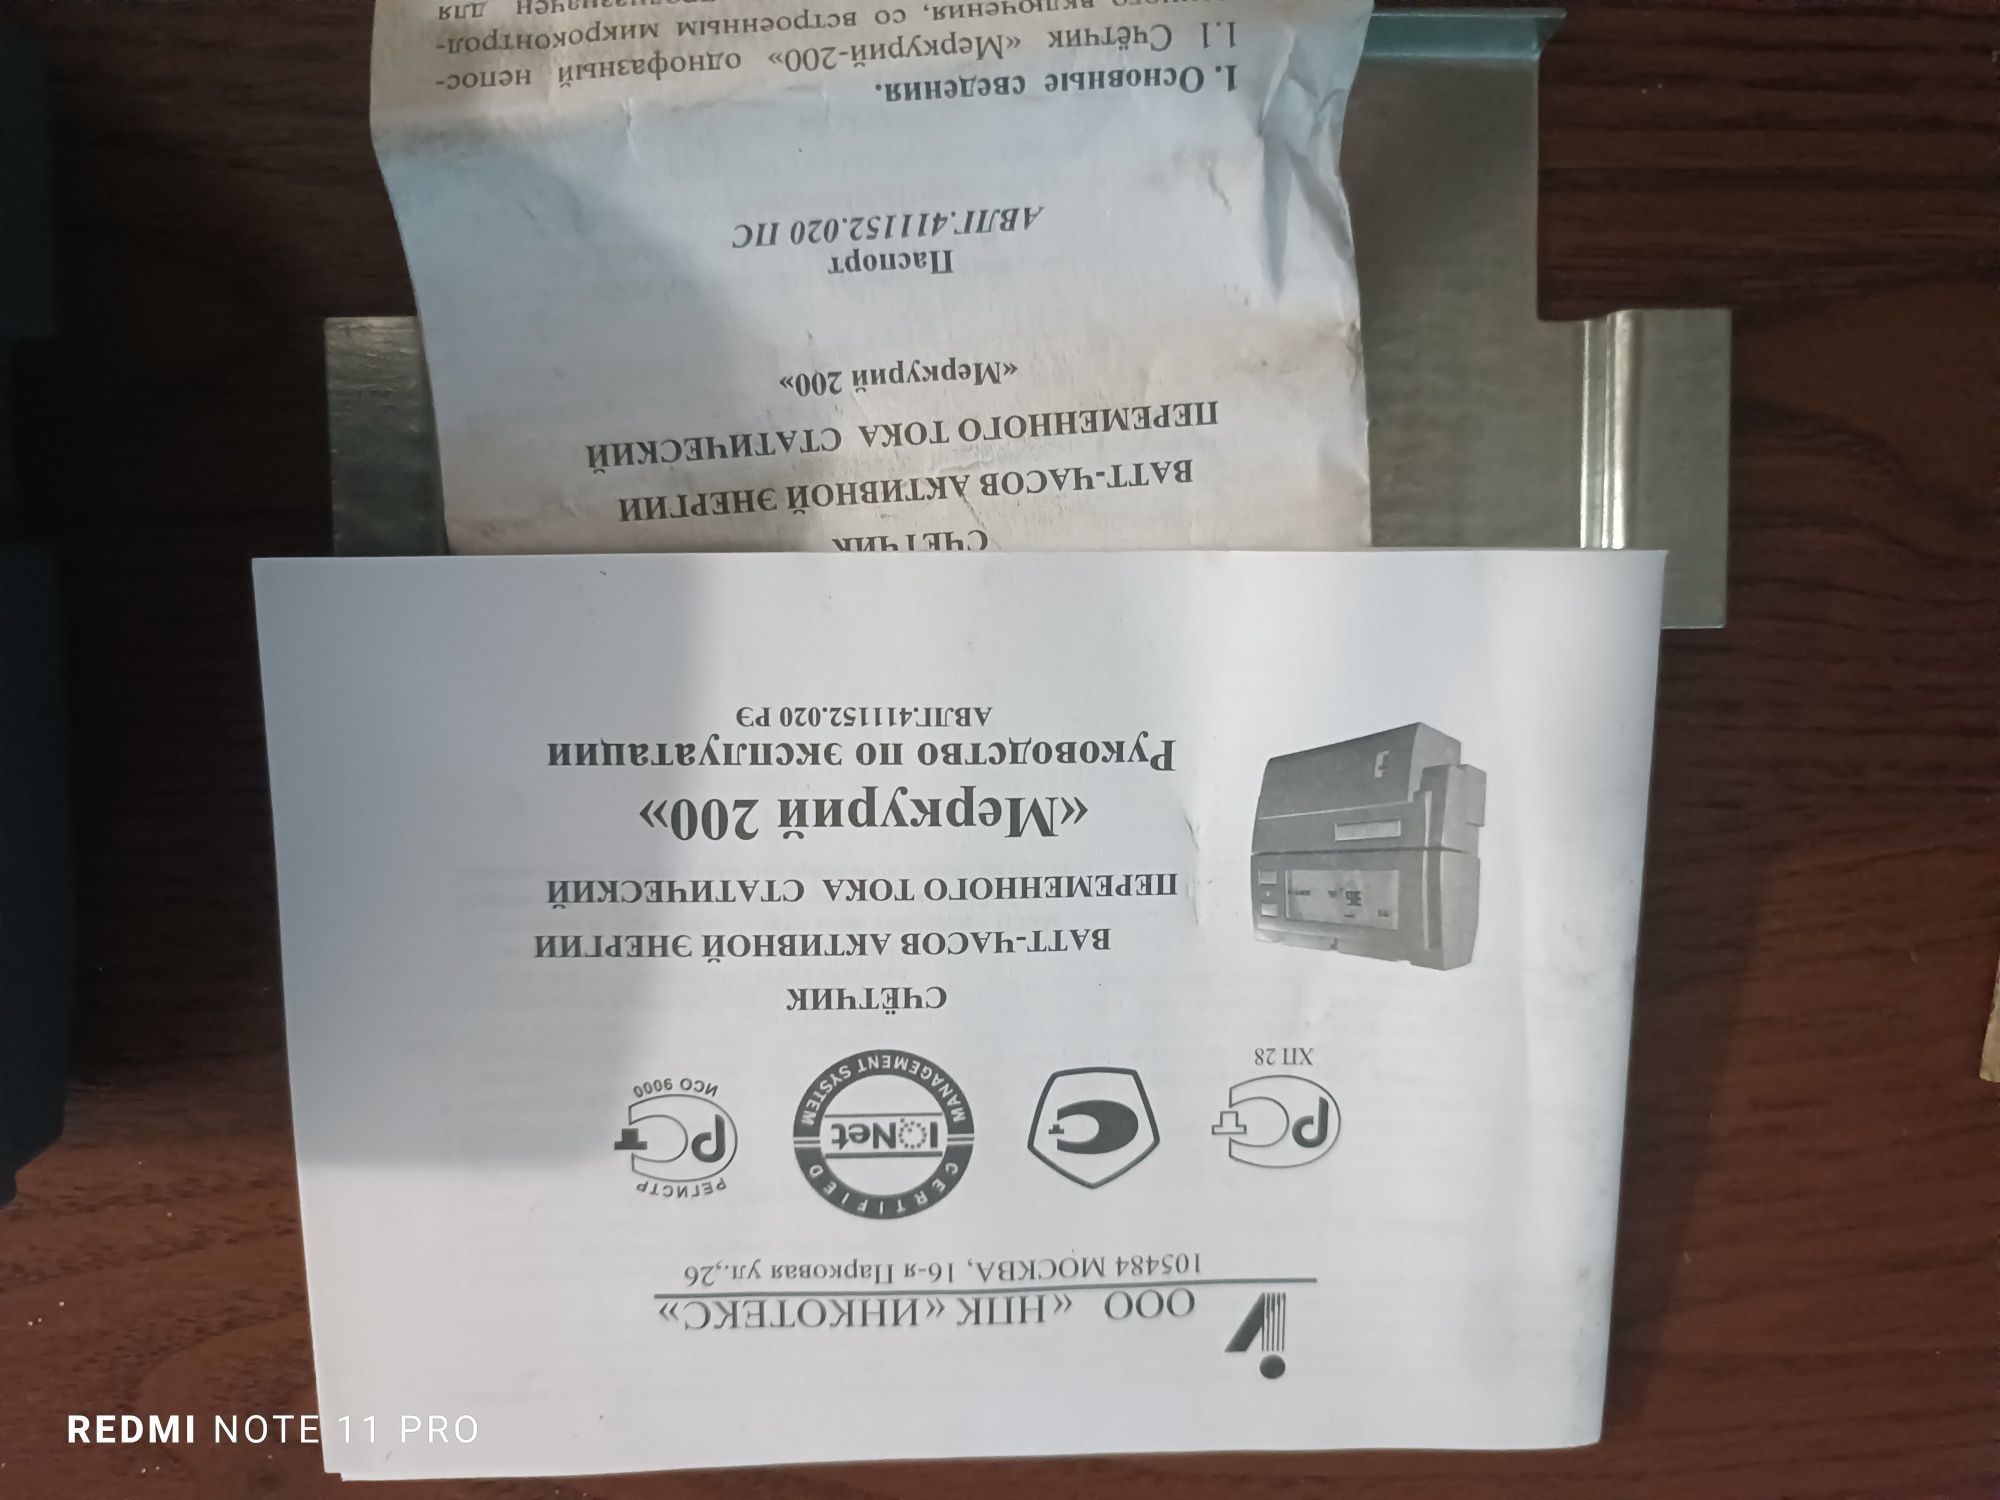 ООО «НПК «ИНКОТЕКС»
105484 МОСКВА, 16-я Парковая ул.,26
ХП 28
CERTIFIED
IQNet
MANAGEMENT SYSTEM
РЕГИСТР
ИСО 9000
СЧЁТЧИК
ВАТТ-ЧАСОВ АКТИВНОЙ ЭНЕРГИИ
ПЕРЕМЕННОГО ТОКА СТАТИЧЕСКИЙ
«Меркурий 200»
Руководство по эксплуатации
АВЛГ.411152.020 РЭ
СЧЕТЧИК
ВАТТ-ЧАСОВ АКТИВНОЙ ЭНЕРГИИ
ПЕРЕМЕННОГО ТОКА СТАТИЧЕСКИЙ
«Меркурий 200»
Паспорт
АВЛГ.411152.020 ПС
1. Основные сведения.
1.1 Счётчик «Меркурий-200» однофазный непос-
включения, со встроенным микроконтрол-
для
REDMI NOTE 11 PRO